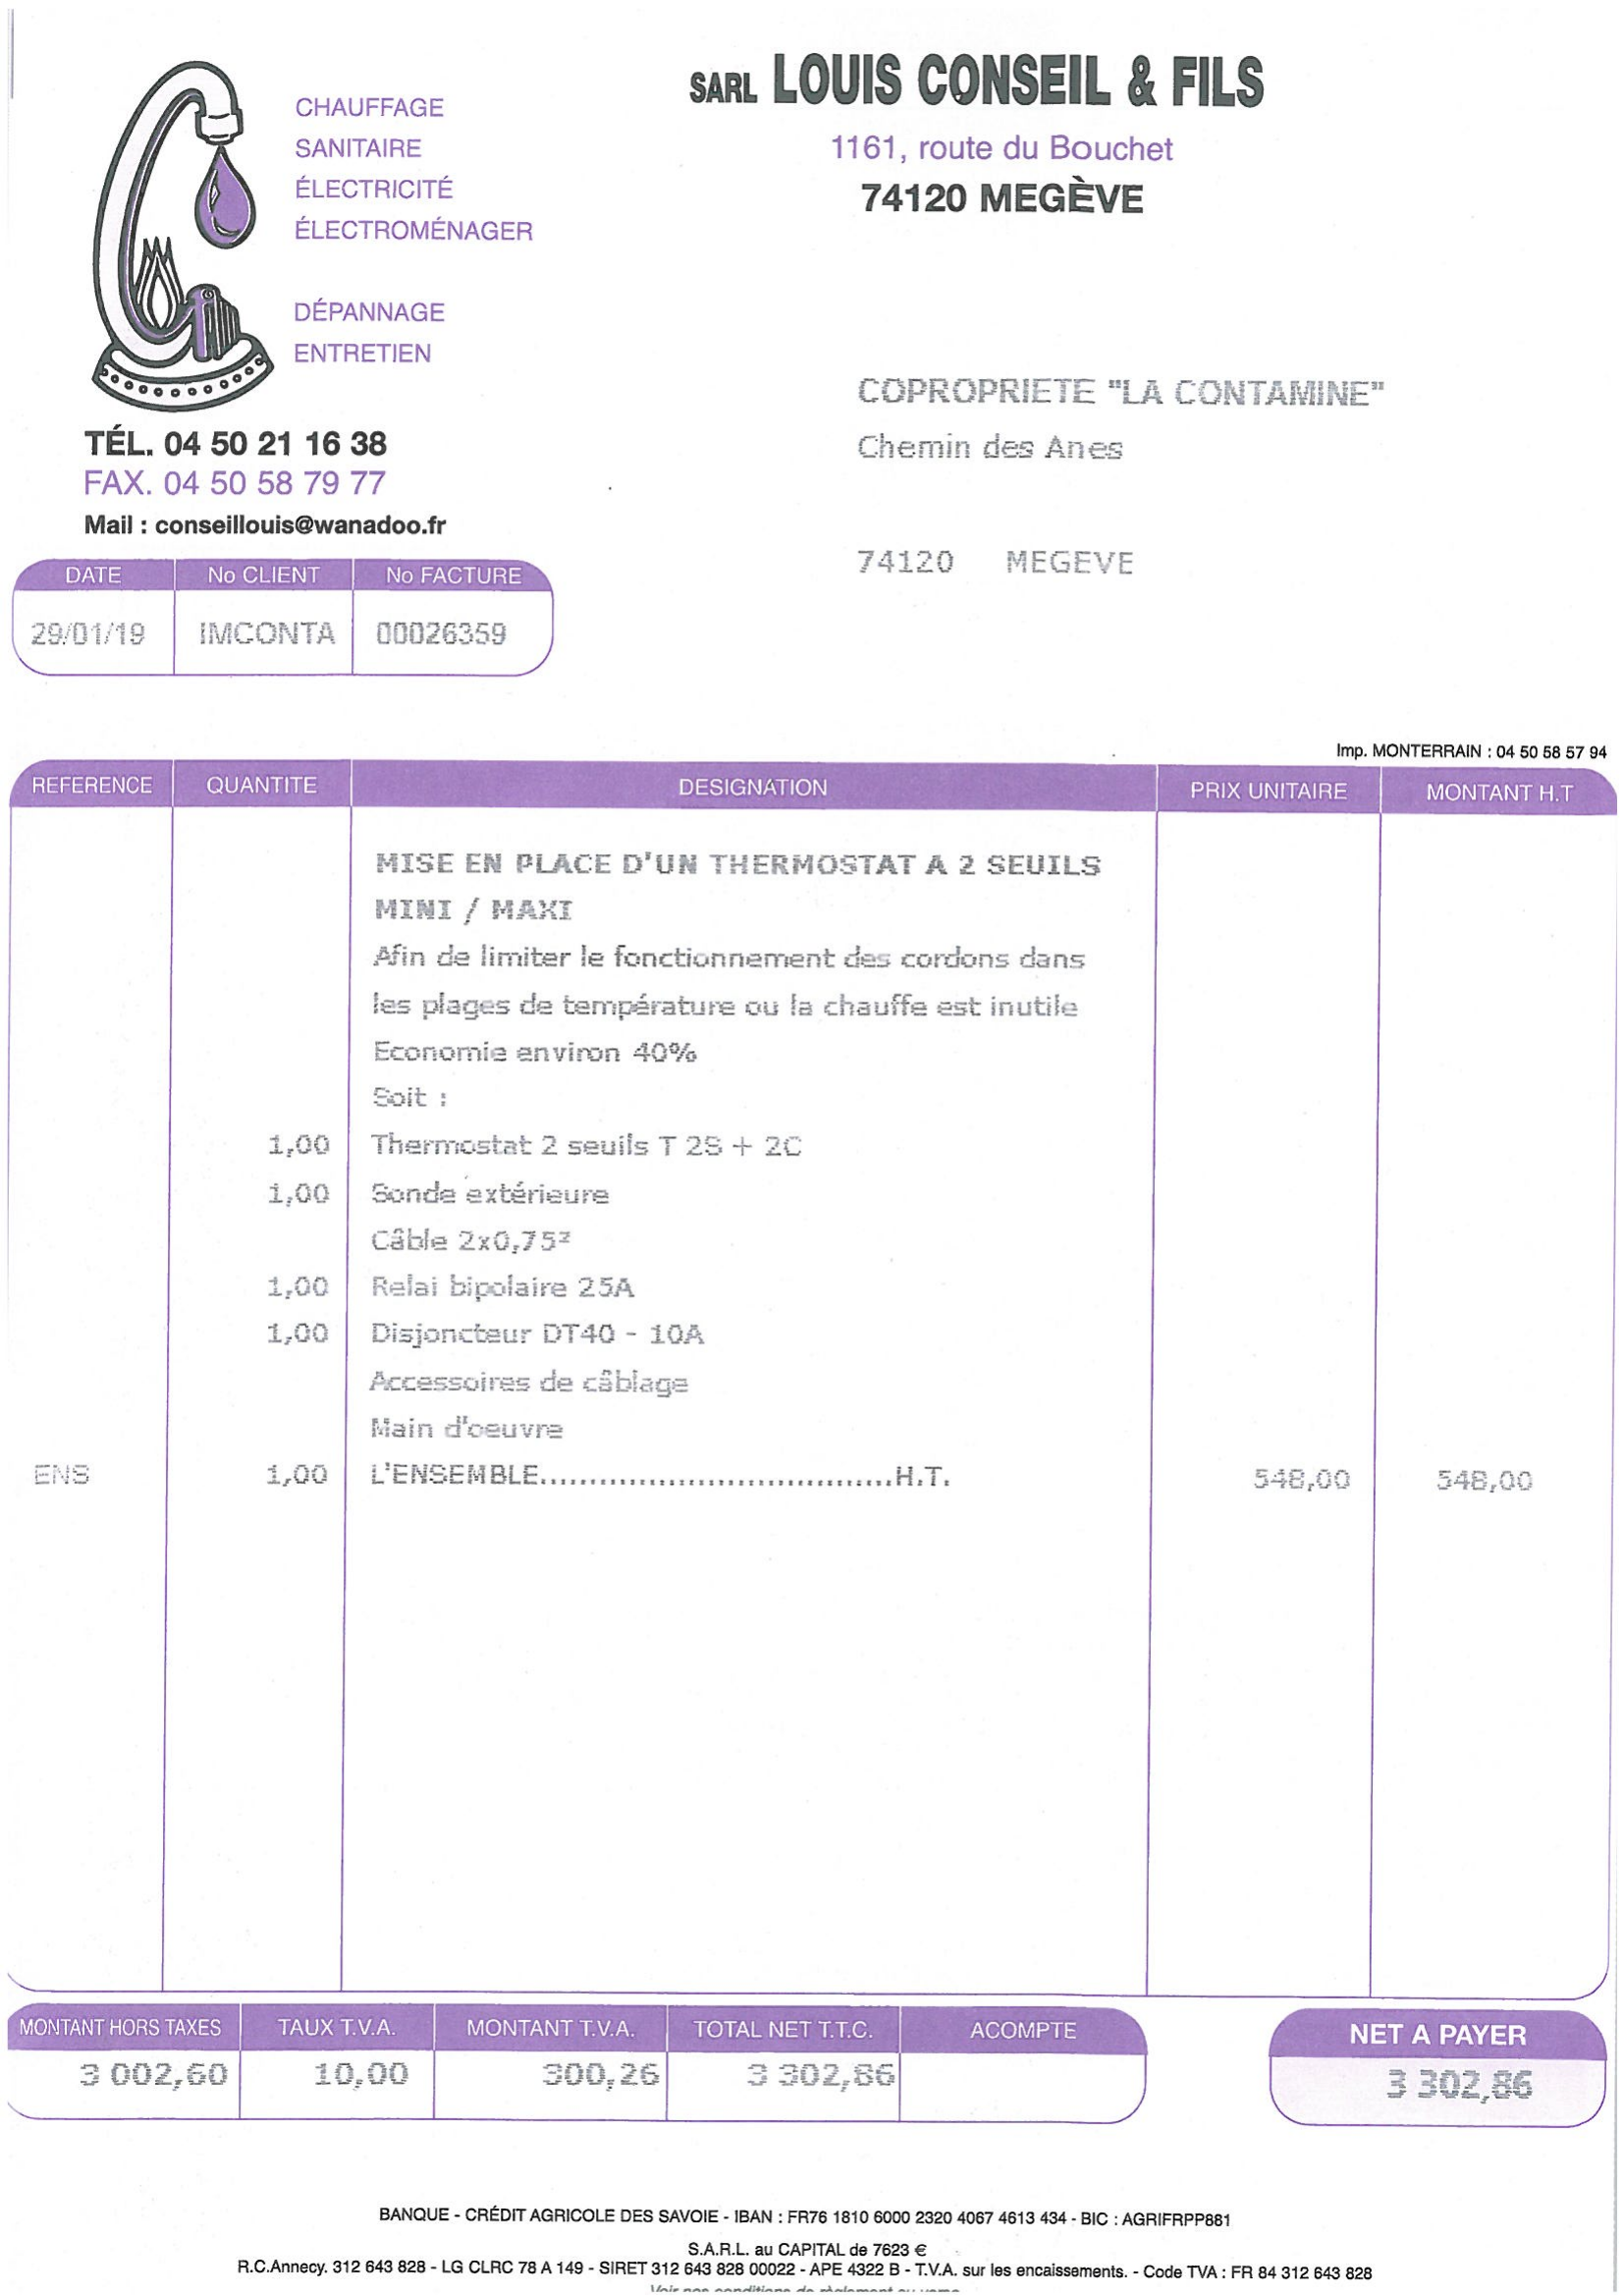 CHAUFFAGE
SANITAIRE
ÉLECTRICITÉ
ÉLECTROMÉNAGER
DÉPANNAGE
ENTRETIEN
TÉL. 04 50 21 16 38
FAX. 04 50 58 79 77
Mail : conseillouis@wanadoo.fr
SARL LOUIS CONSEIL & FILS
1161, route du Bouchet
74120 MEGÈVE
COPROPRIETE "LA CONTAMINE"
Chemin des Anes
74120 MEGEVE
DATE No CLIENT No FACTURE
29/01/19 IMCONTA 00026359
Imp. MONTERRAIN : 04 50 58 57 94
REFERENCE QUANTITE DESIGNATION PRIX UNITAIRE MONTANT H.T
MISE EN PLACE D'UN THERMOSTAT A 2 SEUILS
MINI / MAXI
Afin de limiter le fonctionnement des cordons dans
les plages de température ou la chauffe est inutile
Economie environ 40%
Soit :
1,00 Thermostat 2 seuils T 2S + 2C
1,00 Sonde extérieure
Câble 2x0,75²
1,00 Relai bipolaire 25A
1,00 Disjoncteur DT40 - 10A
Accessoires de câblage
Main d'oeuvre
ENS 1,00 L'ENSEMBLE....................................H.T. 548,00 548,00
MONTANT HORS TAXES TAUX T.V.A. MONTANT T.V.A. TOTAL NET T.T.C. ACOMPTE NET A PAYER
3 002,60 10,00 300,26 3 302,86 3 302,86
BANQUE - CRÉDIT AGRICOLE DES SAVOIE - IBAN : FR76 1810 6000 2320 4067 4613 434 - BIC : AGRIFRPP881
S.A.R.L. au CAPITAL de 7623 €
R.C.Annecy. 312 643 828 - LG CLRC 78 A 149 - SIRET 312 643 828 00022 - APE 4322 B - T.V.A. sur les encaissements. - Code TVA : FR 84 312 643 828
Voir nos conditions de règlement au verso